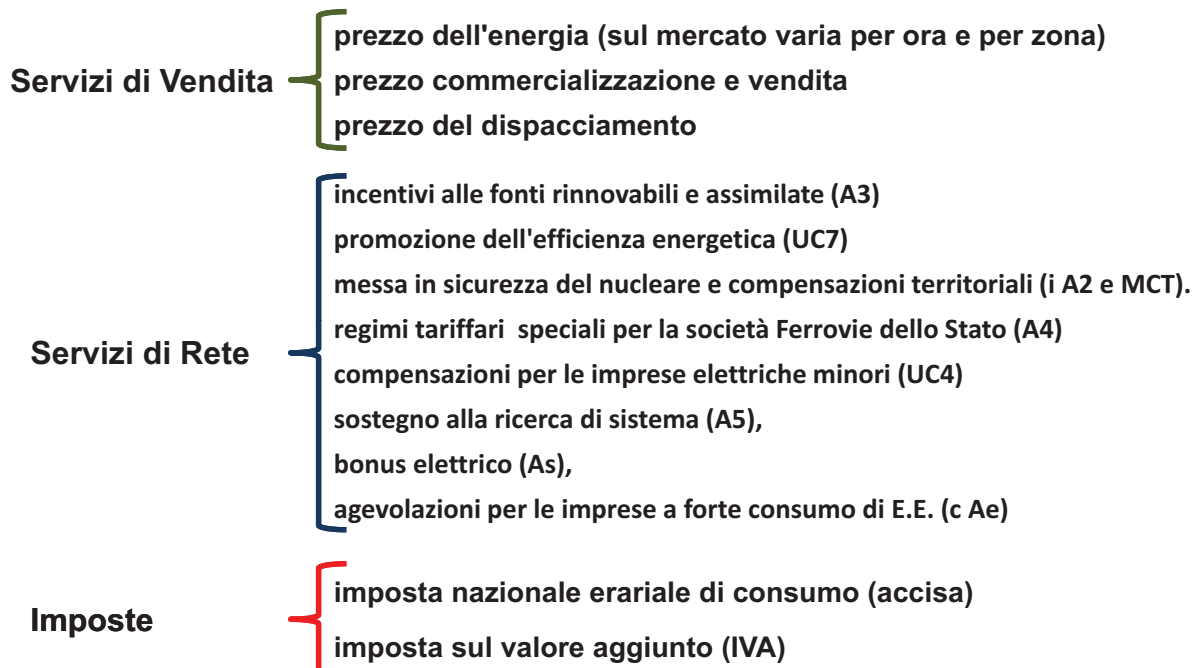 Servizi di Vendita
prezzo dell'energia (sul mercato varia per ora e per zona)
prezzo commercializzazione e vendita
prezzo del dispacciamento
Servizi di Rete
incentivi alle fonti rinnovabili e assimilate (A3)
promozione dell'efficienza energetica (UC7)
messa in sicurezza del nucleare e compensazioni territoriali (i A2 e MCT).
regimi tariffari  speciali per la società Ferrovie dello Stato (A4)
compensazioni per le imprese elettriche minori (UC4)
sostegno alla ricerca di sistema (A5),
bonus elettrico (As),
agevolazioni per le imprese a forte consumo di E.E. (c Ae)
Imposte
imposta nazionale erariale di consumo (accisa)
imposta sul valore aggiunto (IVA)